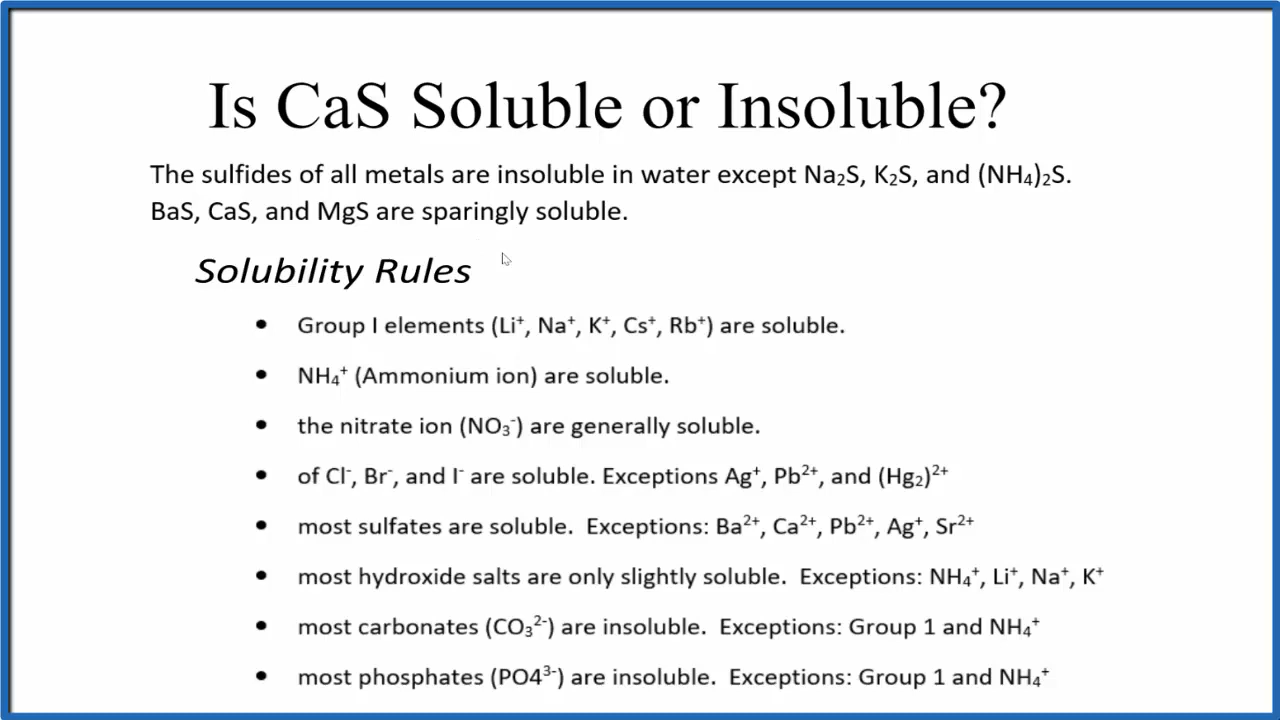 Is CaS Soluble or Insoluble?
The sulfides of all metals are insoluble in water except Na₂S, K₂S, and (NH₄)₂S.
BaS, CaS, and MgS are sparingly soluble.
Solubility Rules
• Group I elements (Li⁺, Na⁺, K⁺, Cs⁺, Rb⁺) are soluble.
• NH₄⁺ (Ammonium ion) are soluble.
• the nitrate ion (NO₃⁻) are generally soluble.
• of Cl⁻, Br⁻, and I⁻ are soluble. Exceptions Ag⁺, Pb²⁺, and (Hg₂)²⁺
• most sulfates are soluble. Exceptions: Ba²⁺, Ca²⁺, Pb²⁺, Ag⁺, Sr²⁺
• most hydroxide salts are only slightly soluble. Exceptions: NH₄⁺, Li⁺, Na⁺, K⁺
• most carbonates (CO₃²⁻) are insoluble. Exceptions: Group 1 and NH₄⁺
• most phosphates (PO4³⁻) are insoluble. Exceptions: Group 1 and NH₄⁺